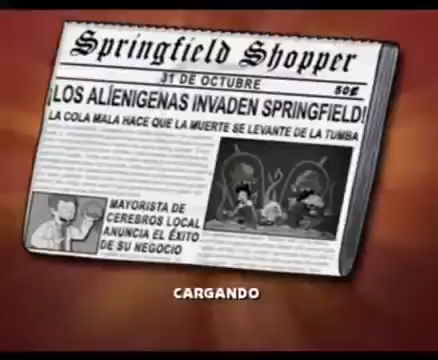 Springfield Shopper
31 DE OCTUBRE
50¢
¡LOS ALÍENIGENAS INVADEN SPRINGFIELD!
LA COLA MALA HACE QUE LA MUERTE SE LEVANTE DE LA TUMBA
MAYORISTA DE
CEREBROS LOCAL
ANUNCIA EL ÉXITO
DE SU NEGOCIO
CARGANDO